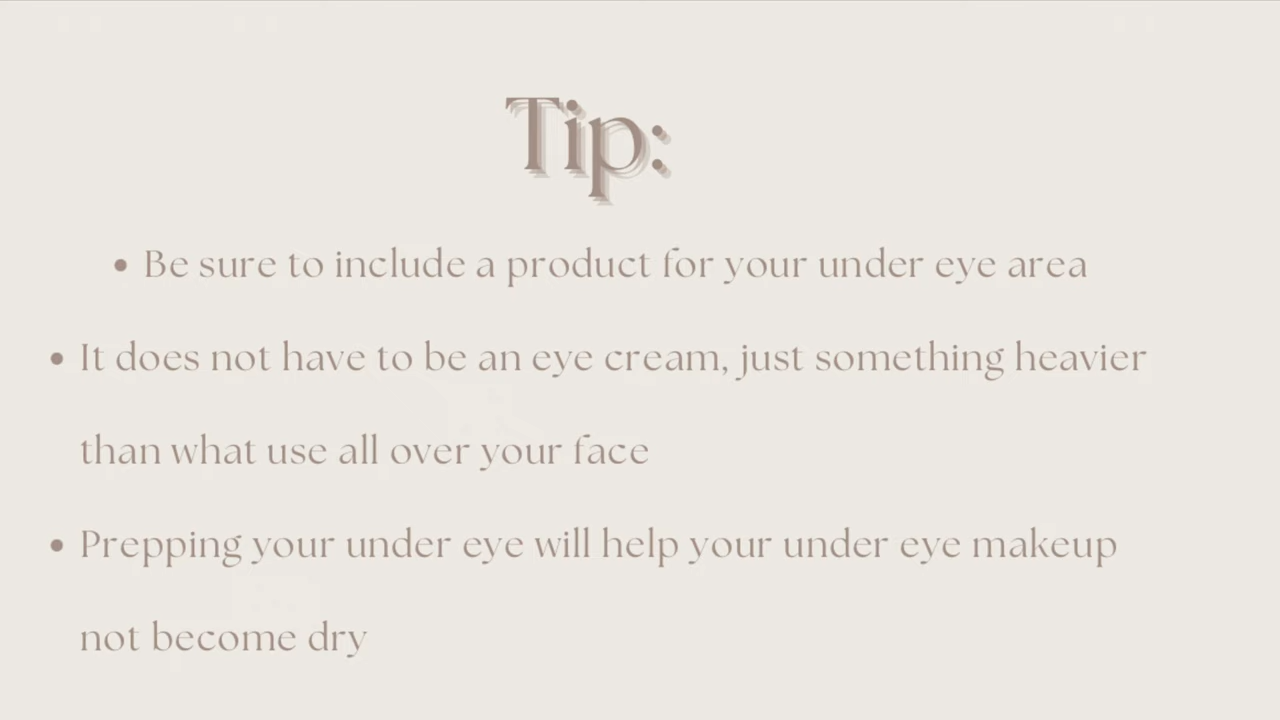 Tip:
• Be sure to include a product for your under eye area
• It does not have to be an eye cream, just something heavier
than what use all over your face
• Prepping your under eye will help your under eye makeup
not become dry